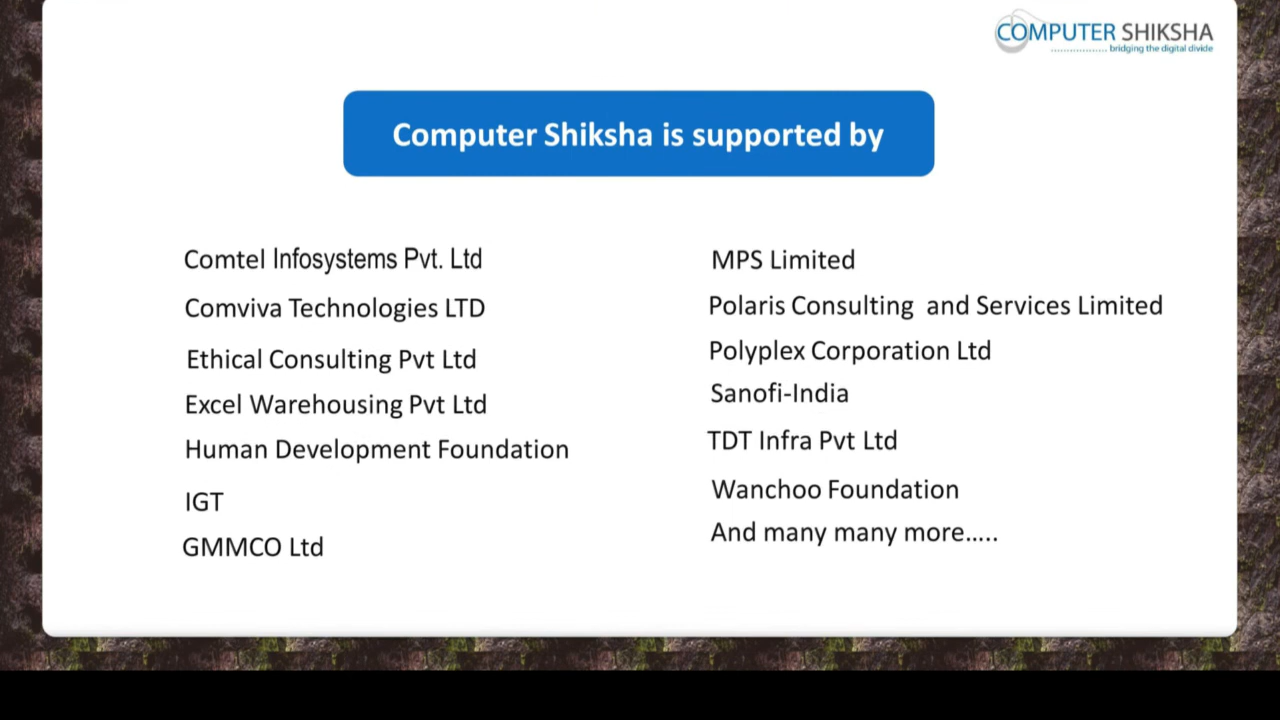 COMPUTER SHIKSHA
bridging the digital divide
Computer Shiksha is supported by
Comtel Infosystems Pvt. Ltd
Comviva Technologies LTD
Ethical Consulting Pvt Ltd
Excel Warehousing Pvt Ltd
Human Development Foundation
IGT
GMMCO Ltd
MPS Limited
Polaris Consulting and Services Limited
Polyplex Corporation Ltd
Sanofi-India
TDT Infra Pvt Ltd
Wanchoo Foundation
And many many more.....